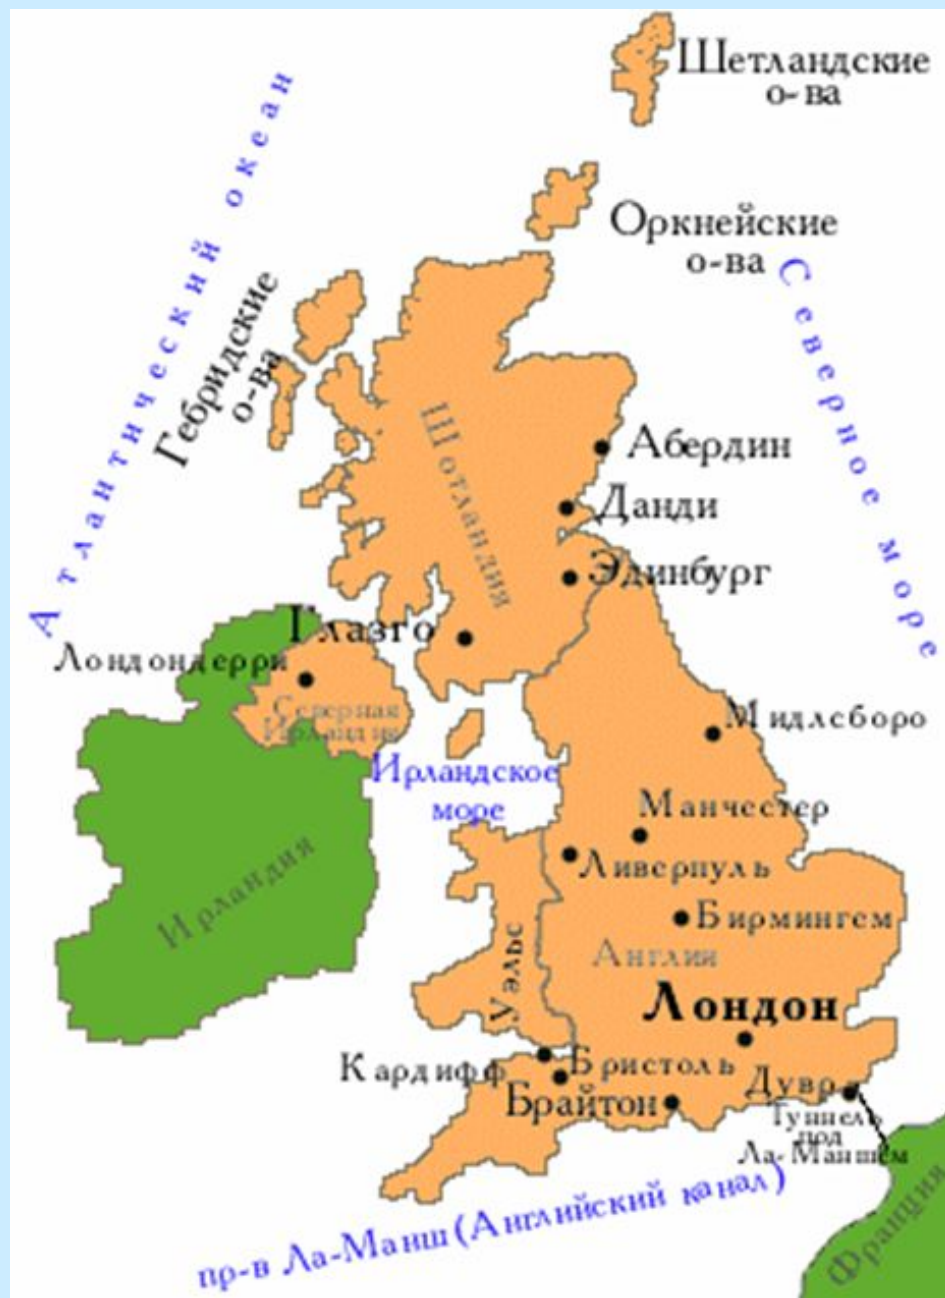 Шетландские
о-ва
Оркнейские
о-ва
Атлантический океан
Северное море
Гебридские
о-ва
Шотландия
Абердин
Данди
Эдинбург
Глазго
Лондондерри
Северная
Ирландия
Мидлсборо
Ирландское
море
Манчестер
Ливерпуль
Ирландия
Бирмингем
Англия
Уэльс
Лондон
Кардифф
Бристоль
Дувр
Брайтон
Туннель
под
Ла-Маншем
пр-в Ла-Манш (Английский канал)
Франция